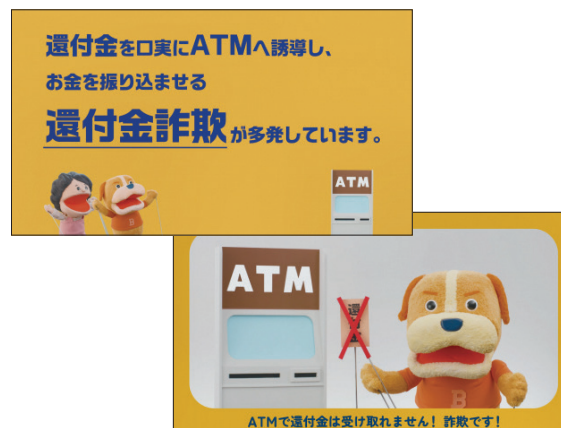 還付金を口実にATMへ誘導し、
お金を振り込ませる
還付金詐欺が多発しています。
ATM
B
ATM
還
B
ATMで還付金は受け取れません！ 詐欺です！